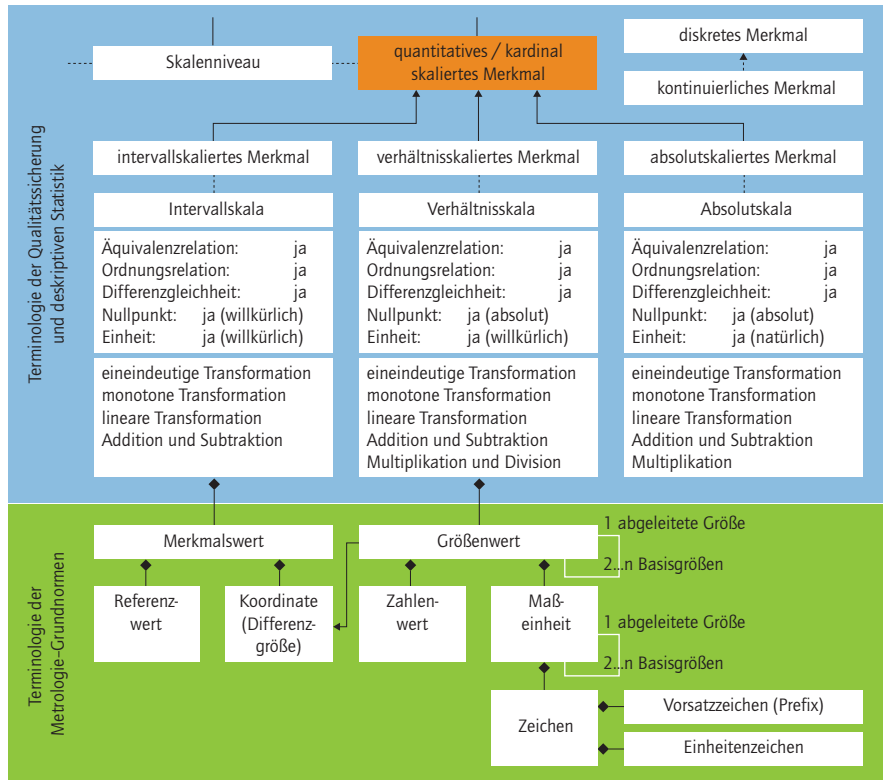 Terminologie der Qualitätssicherung
und deskriptiven Statistik
Skalenniveau
quantitatives / kardinal
skaliertes Merkmal
diskretes Merkmal
kontinuierliches Merkmal
intervallskaliertes Merkmal
verhältnisskaliertes Merkmal
absolutskaliertes Merkmal
Intervallskala
Verhältnisskala
Absolutskala
Äquivalenzrelation: ja
Ordnungsrelation: ja
Differenzgleichheit: ja
Nullpunkt: ja (willkürlich)
Einheit: ja (willkürlich)
Äquivalenzrelation: ja
Ordnungsrelation: ja
Differenzgleichheit: ja
Nullpunkt: ja (absolut)
Einheit: ja (willkürlich)
Äquivalenzrelation: ja
Ordnungsrelation: ja
Differenzgleichheit: ja
Nullpunkt: ja (absolut)
Einheit: ja (natürlich)
eineindeutige Transformation
monotone Transformation
lineare Transformation
Addition und Subtraktion
eineindeutige Transformation
monotone Transformation
lineare Transformation
Addition und Subtraktion
Multiplikation und Division
eineindeutige Transformation
monotone Transformation
lineare Transformation
Addition und Subtraktion
Multiplikation
Terminologie der
Metrologie-Grundnormen
Merkmalswert
Größenwert
1 abgeleitete Größe
2...n Basisgrößen
Referenz-
wert
Koordinate
(Differenz-
größe)
Zahlen-
wert
Maß-
einheit
1 abgeleitete Größe
2...n Basisgrößen
Zeichen
Vorsatzzeichen (Prefix)
Einheitenzeichen